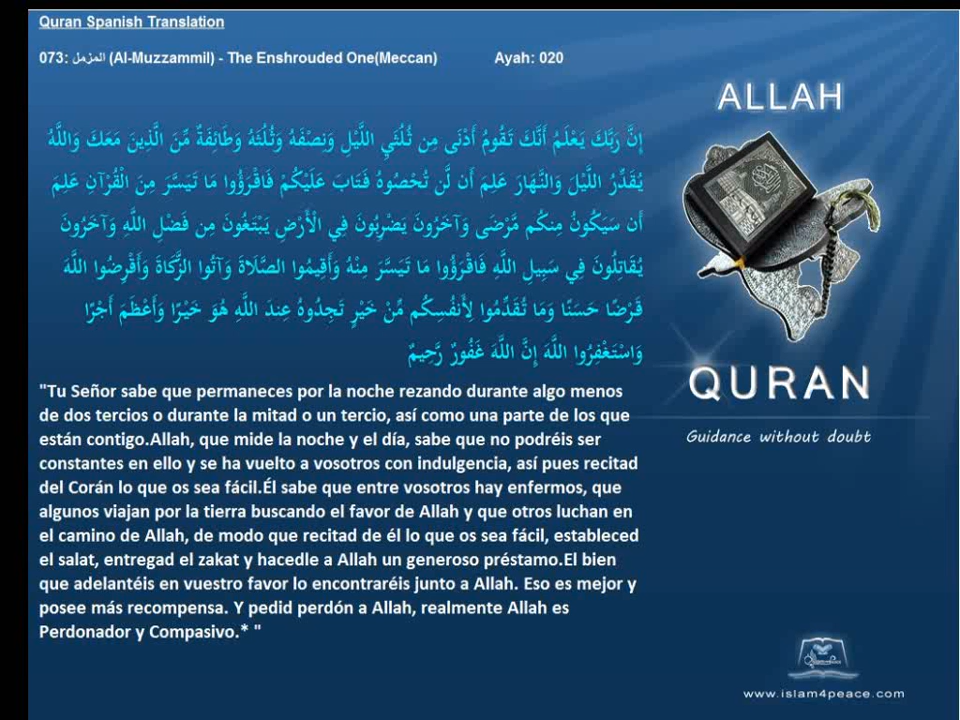 Quran Spanish Translation
073: المزمل (Al-Muzzammil) - The Enshrouded One(Meccan) Ayah: 020
إِنَّ رَبَّكَ يَعْلَمُ أَنَّكَ تَقُومُ أَدْنَى مِن ثُلُثَيِ اللَّيْلِ وَنِصْفَهُ وَثُلُثَهُ وَطَائِفَةٌ مِّنَ الَّذِينَ مَعَكَ وَاللَّهُ
يُقَدِّرُ اللَّيْلَ وَالنَّهَارَ عَلِمَ أَن لَّن تُحْصُوهُ فَتَابَ عَلَيْكُمْ فَاقْرَؤُوا مَا تَيَسَّرَ مِنَ الْقُرْآنِ عَلِمَ
أَن سَيَكُونُ مِنكُم مَّرْضَى وَآخَرُونَ يَضْرِبُونَ فِي الْأَرْضِ يَبْتَغُونَ مِن فَضْلِ اللَّهِ وَآخَرُونَ
يُقَاتِلُونَ فِي سَبِيلِ اللَّهِ فَاقْرَؤُوا مَا تَيَسَّرَ مِنْهُ وَأَقِيمُوا الصَّلَاةَ وَآتُوا الزَّكَاةَ وَأَقْرِضُوا اللَّهَ
قَرْضًا حَسَنًا وَمَا تُقَدِّمُوا لِأَنفُسِكُم مِّنْ خَيْرٍ تَجِدُوهُ عِندَ اللَّهِ هُوَ خَيْرًا وَأَعْظَمَ أَجْرًا
وَاسْتَغْفِرُوا اللَّهَ إِنَّ اللَّهَ غَفُورٌ رَّحِيمٌ
"Tu Señor sabe que permaneces por la noche rezando durante algo menos
de dos tercios o durante la mitad o un tercio, así como una parte de los que
están contigo.Allah, que mide la noche y el día, sabe que no podréis ser
constantes en ello y se ha vuelto a vosotros con indulgencia, así pues recitad
del Corán lo que os sea fácil.Él sabe que entre vosotros hay enfermos, que
algunos viajan por la tierra buscando el favor de Allah y que otros luchan en
el camino de Allah, de modo que recitad de él lo que os sea fácil, estableced
el salat, entregad el zakat y hacedle a Allah un generoso préstamo.El bien
que adelantéis en vuestro favor lo encontraréis junto a Allah. Eso es mejor y
posee más recompensa. Y pedid perdón a Allah, realmente Allah es
Perdonador y Compasivo.* "
ALLAH
QURAN
Guidance without doubt
www.islam4peace.com